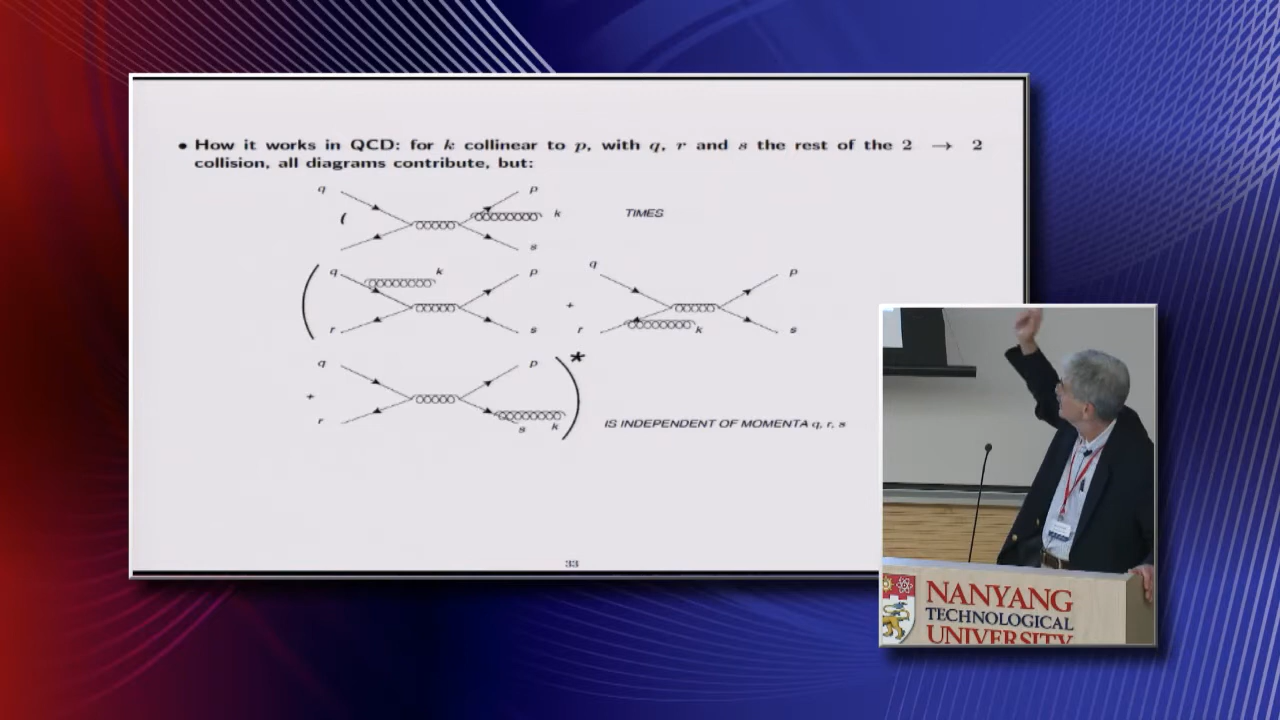 • How it works in QCD: for k collinear to p, with q, r and s the rest of the 2 → 2
collision, all diagrams contribute, but:
q p
( k TIMES
s
( q k p q p
+
r s r k s
q p ) *
+
r s k IS INDEPENDENT OF MOMENTA q, r, s
33
NANYANG
TECHNOLOGICAL
UNIVERSITY